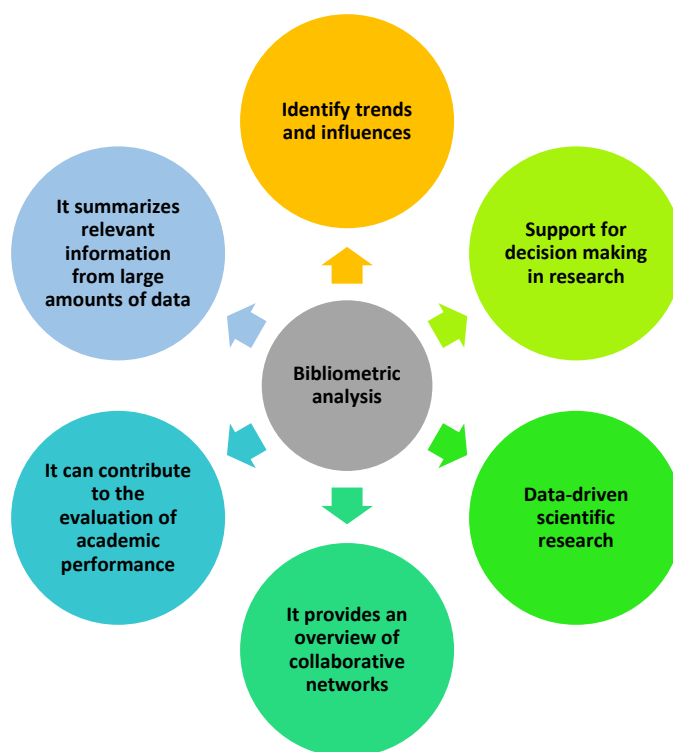 Identify trends
and influences
Support for
decision making
in research
Data-driven
scientific
research
It provides an
overview of
collaborative
networks
It can contribute
to the
evaluation of
academic
performance
It summarizes
relevant
information
from large
amounts of data
Bibliometric
analysis